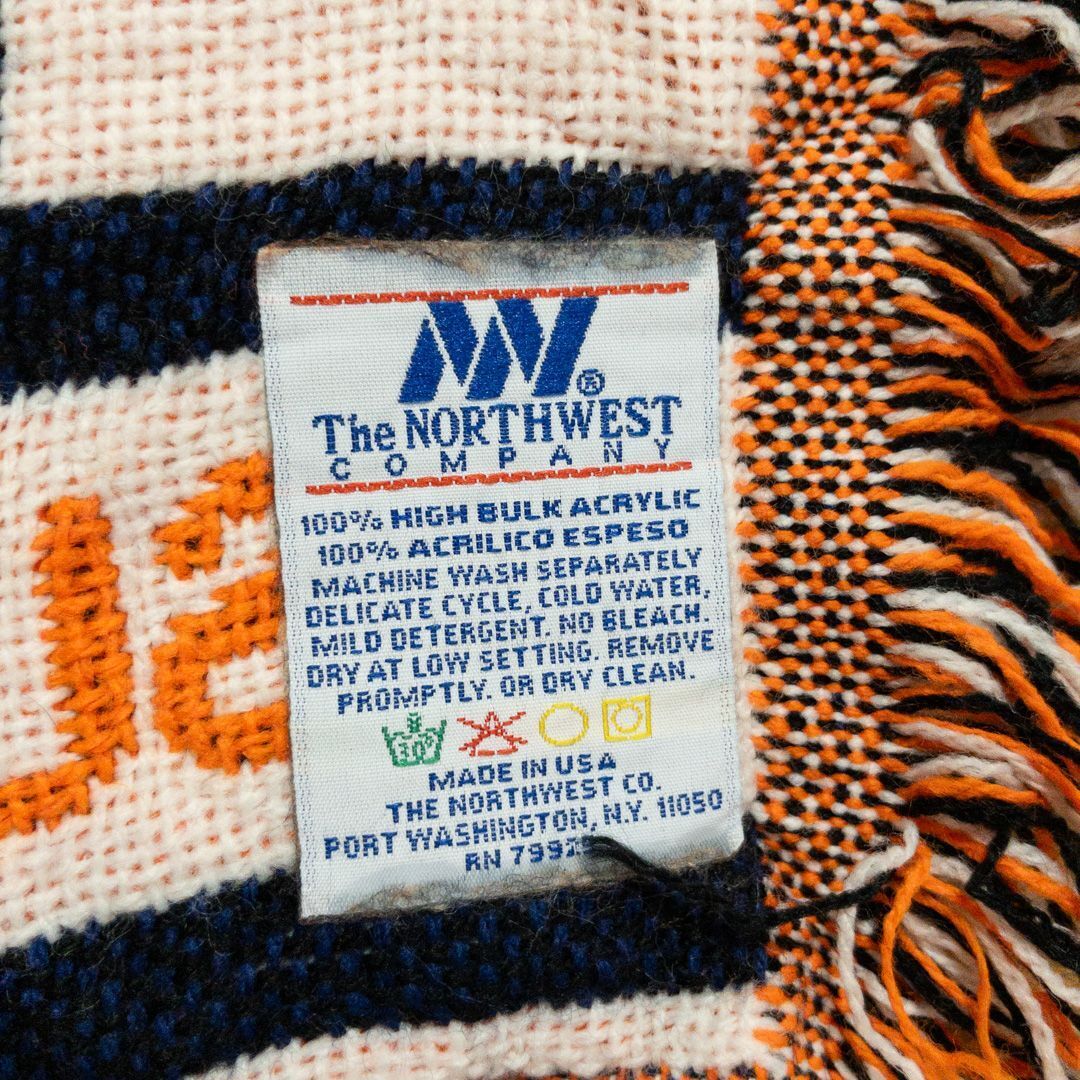 The NORTHWEST®
COMPANY
100% HIGH BULK ACRYLIC
100% ACRILICO ESPESO
MACHINE WASH SEPARATELY
DELICATE CYCLE, COLD WATER,
MILD DETERGENT. NO BLEACH.
DRY AT LOW SETTING. REMOVE
PROMPTLY. OR DRY CLEAN.
30°
MADE IN USA
THE NORTHWEST CO.
PORT WASHINGTON, N.Y. 11050
RN